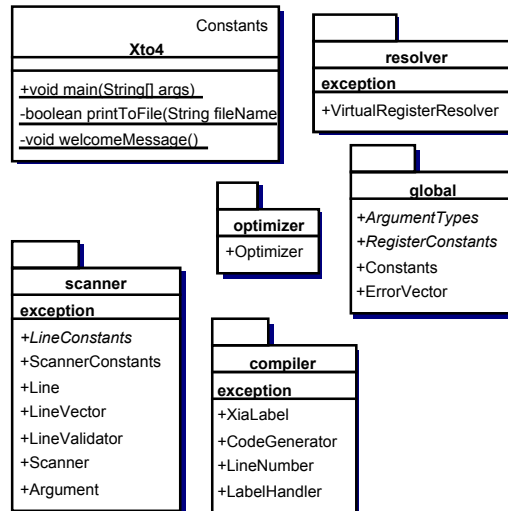 Constants
Xto4
+void main(String[] args)
-boolean printToFile(String fileName
-void welcomeMessage()
resolver
exception
+VirtualRegisterResolver
global
+ArgumentTypes
+RegisterConstants
+Constants
+ErrorVector
optimizer
+Optimizer
scanner
exception
+LineConstants
+ScannerConstants
+Line
+LineVector
+LineValidator
+Scanner
+Argument
compiler
exception
+XiaLabel
+CodeGenerator
+LineNumber
+LabelHandler